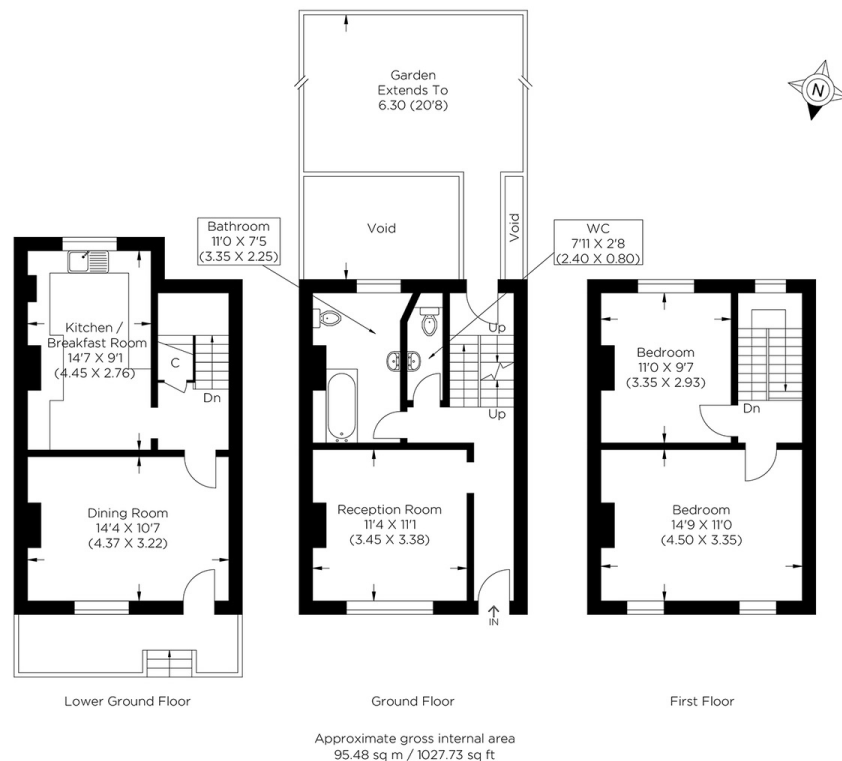 Garden
Extends To
6.30 (20'8)
N
Bathroom
11'0 X 7'5
(3.35 X 2.25)
Void
Void
WC
7'11 X 2'8
(2.40 X 0.80)
Kitchen /
Breakfast Room
14'7 X 9'1
(4.45 X 2.76)
C
Dn
Up
Up
Bedroom
11'0 X 9'7
(3.35 X 2.93)
Dn
Dining Room
14'4 X 10'7
(4.37 X 3.22)
Reception Room
11'4 X 11'1
(3.45 X 3.38)
IN
Bedroom
14'9 X 11'0
(4.50 X 3.35)
Lower Ground Floor
Ground Floor
First Floor
Approximate gross internal area
95.48 sq m / 1027.73 sq ft